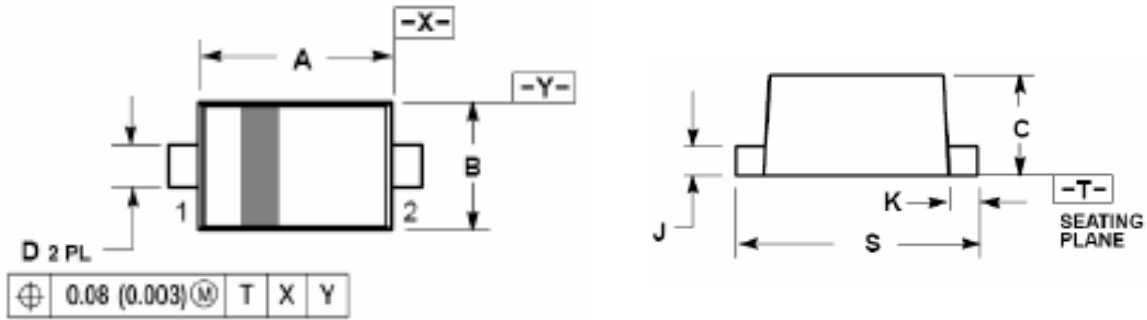 -X-
A
-Y-
B
1
2
D 2 PL
⌖ 0.08 (0.003) Ⓜ T X Y
C
K
-T-
J
S
SEATING
PLANE